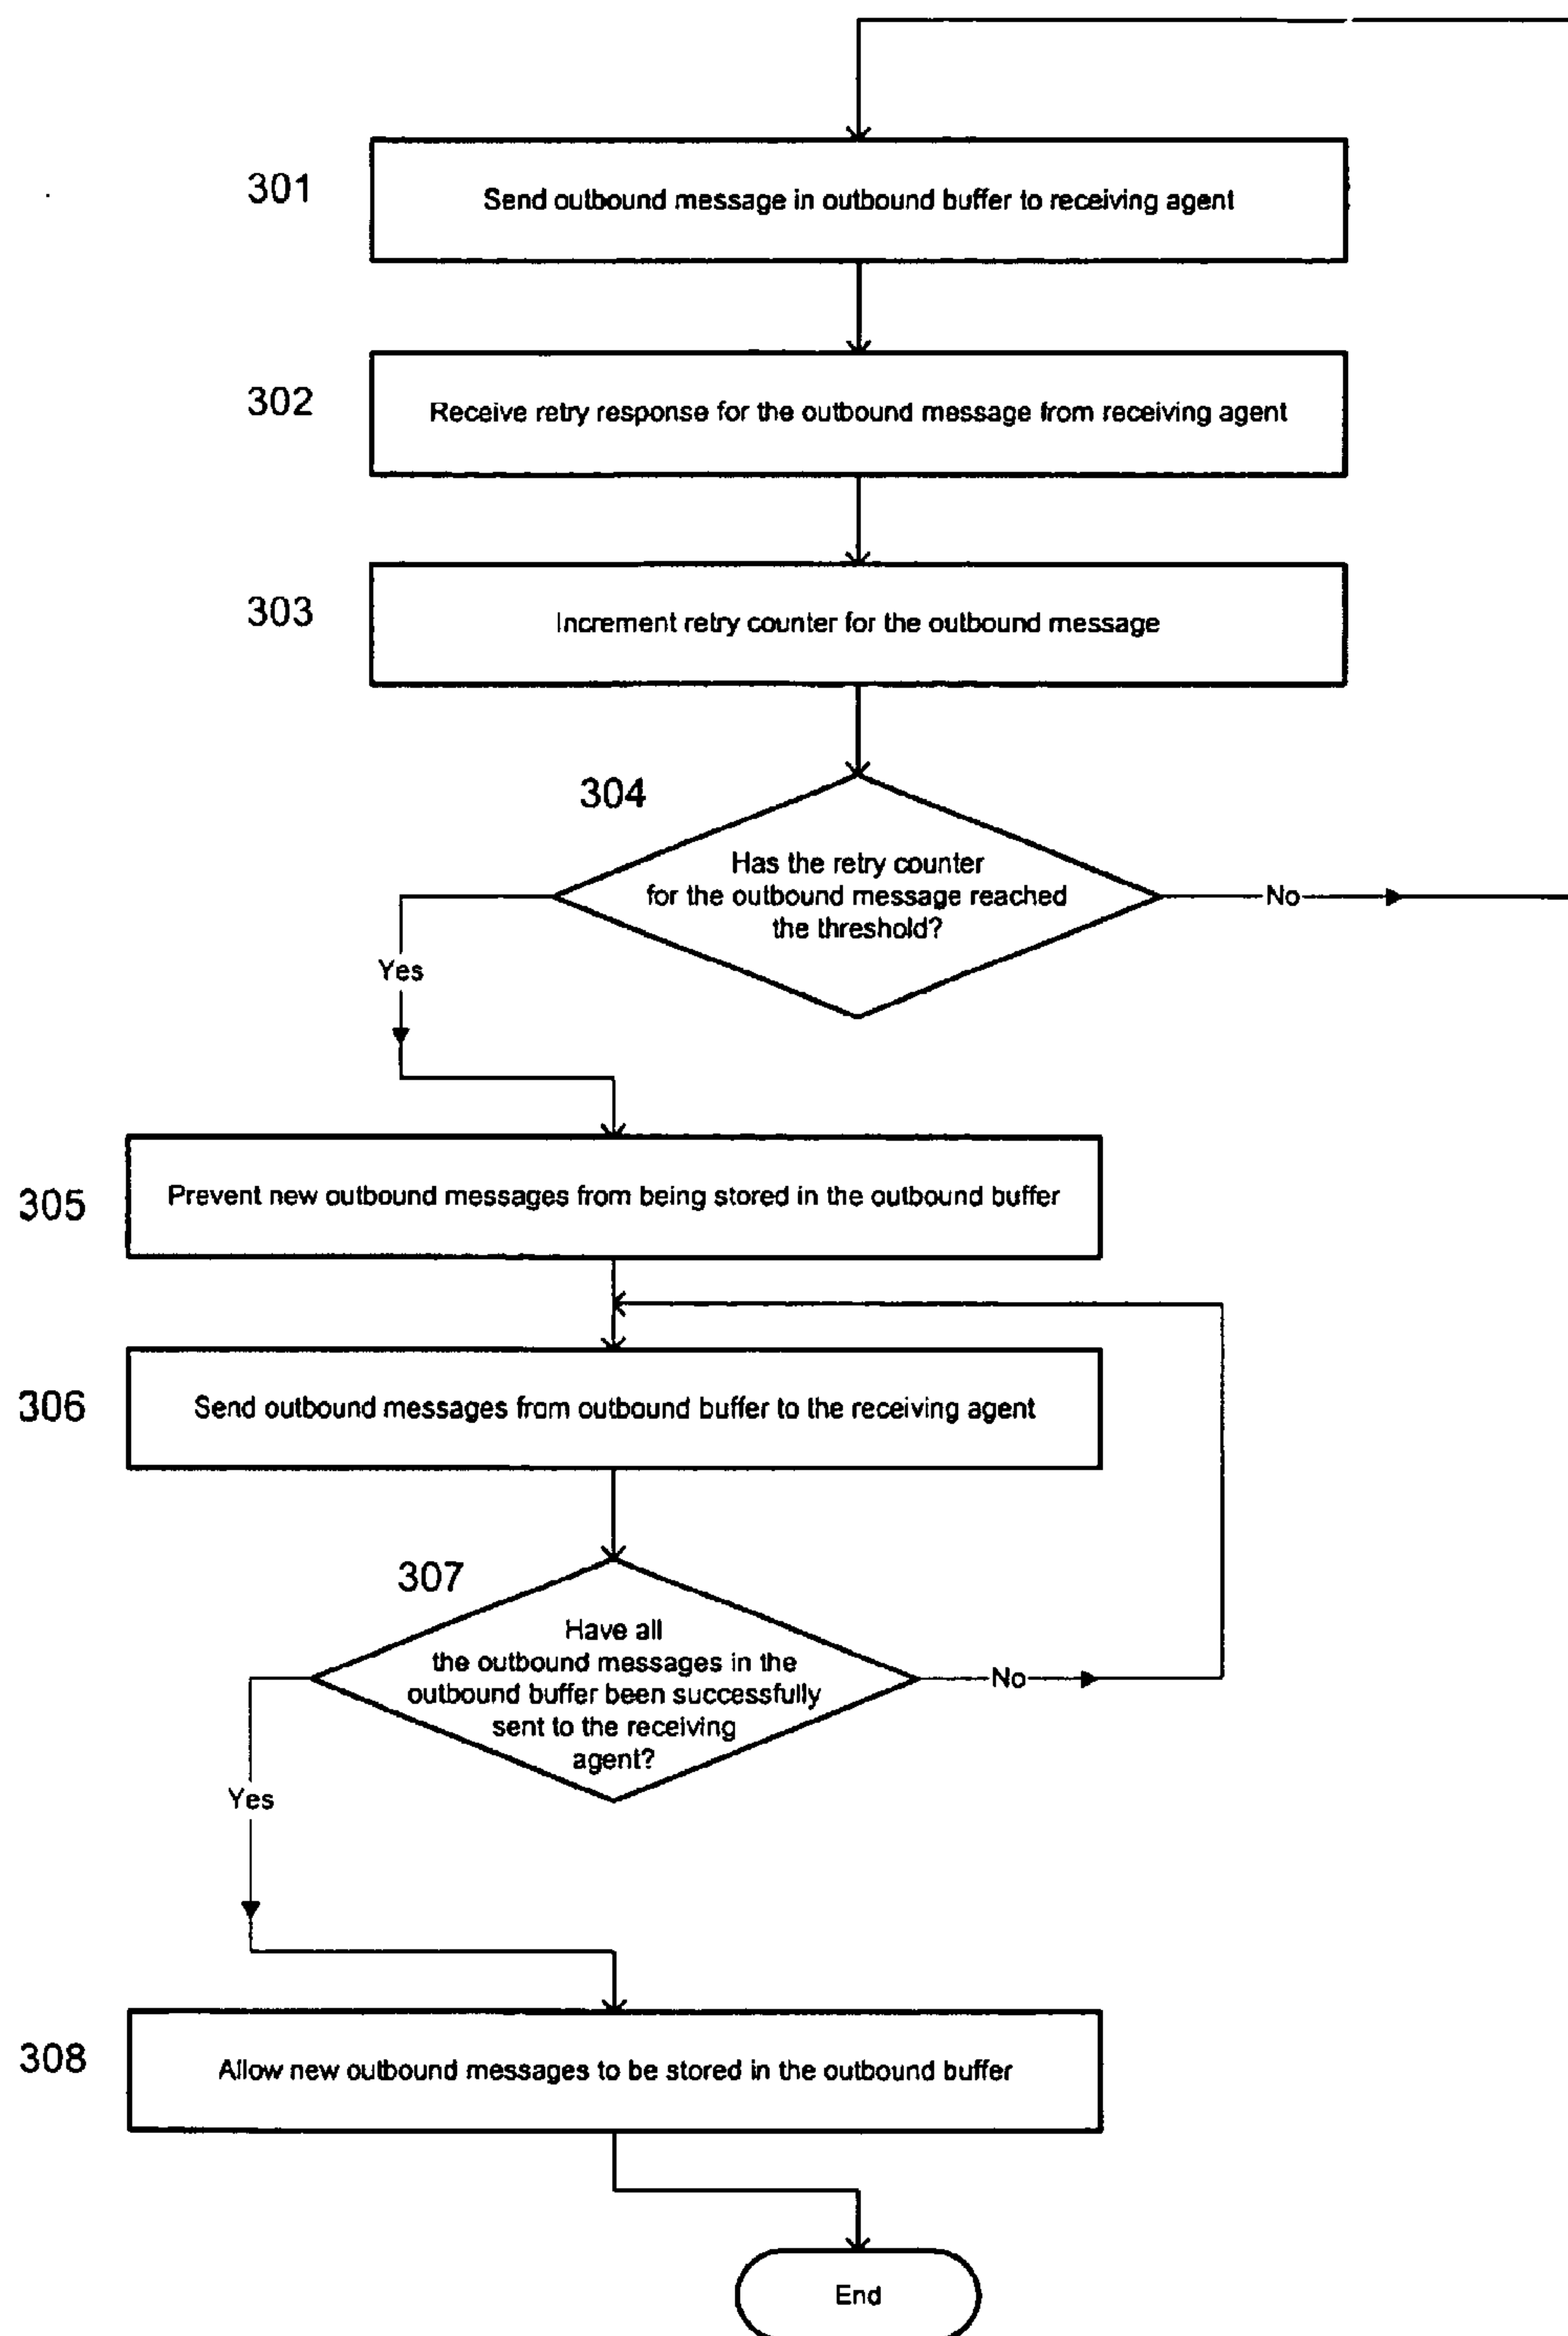 301
Send outbound message in outbound buffer to receiving agent
302
Receive retry response for the outbound message from receiving agent
303
Increment retry counter for the outbound message
304
Has the retry counter
for the outbound message reached
the threshold?
No
Yes
305
Prevent new outbound messages from being stored in the outbound buffer
306
Send outbound messages from outbound buffer to the receiving agent
307
Have all
the outbound messages in the
outbound buffer been successfully
sent to the receiving
agent?
No
Yes
308
Allow new outbound messages to be stored in the outbound buffer
End